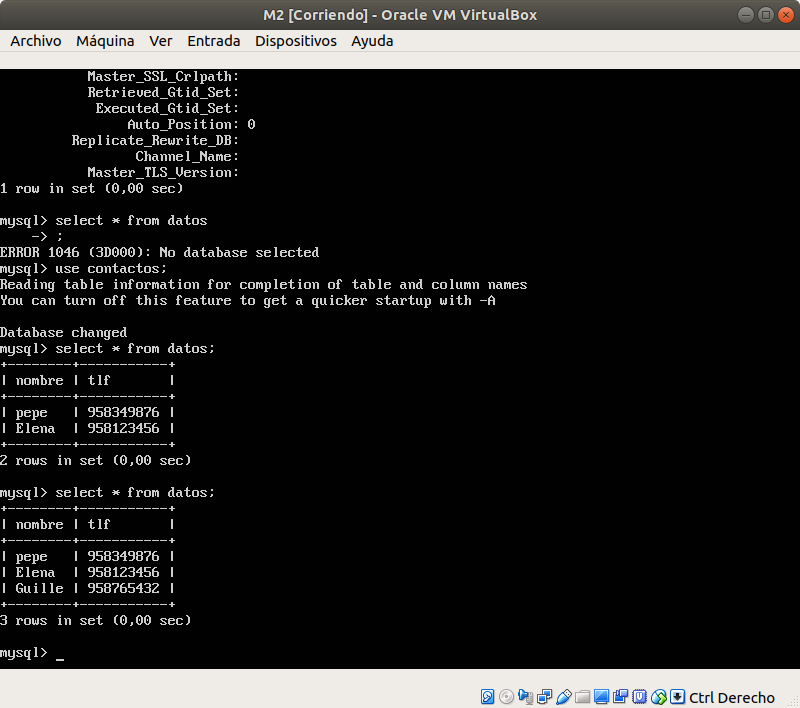 M2 [Corriendo] - Oracle VM VirtualBox
Archivo Máquina Ver Entrada Dispositivos Ayuda
Master_SSL_Crlpath:
Retrieved_Gtid_Set:
Executed_Gtid_Set:
Auto_Position: 0
Replicate_Rewrite_DB:
Channel_Name:
Master_TLS_Version:
1 row in set (0,00 sec)
mysql> select * from datos
-> ;
ERROR 1046 (3D000): No database selected
mysql> use contactos;
Reading table information for completion of table and column names
You can turn off this feature to get a quicker startup with -A
Database changed
mysql> select * from datos;
+--------+-----------+
| nombre | tlf       |
+--------+-----------+
| pepe   | 958349876 |
| Elena  | 958123456 |
+--------+-----------+
2 rows in set (0,00 sec)
mysql> select * from datos;
+--------+-----------+
| nombre | tlf       |
+--------+-----------+
| pepe   | 958349876 |
| Elena  | 958123456 |
| Guille | 958765432 |
+--------+-----------+
3 rows in set (0,00 sec)
mysql> _
Ctrl Derecho